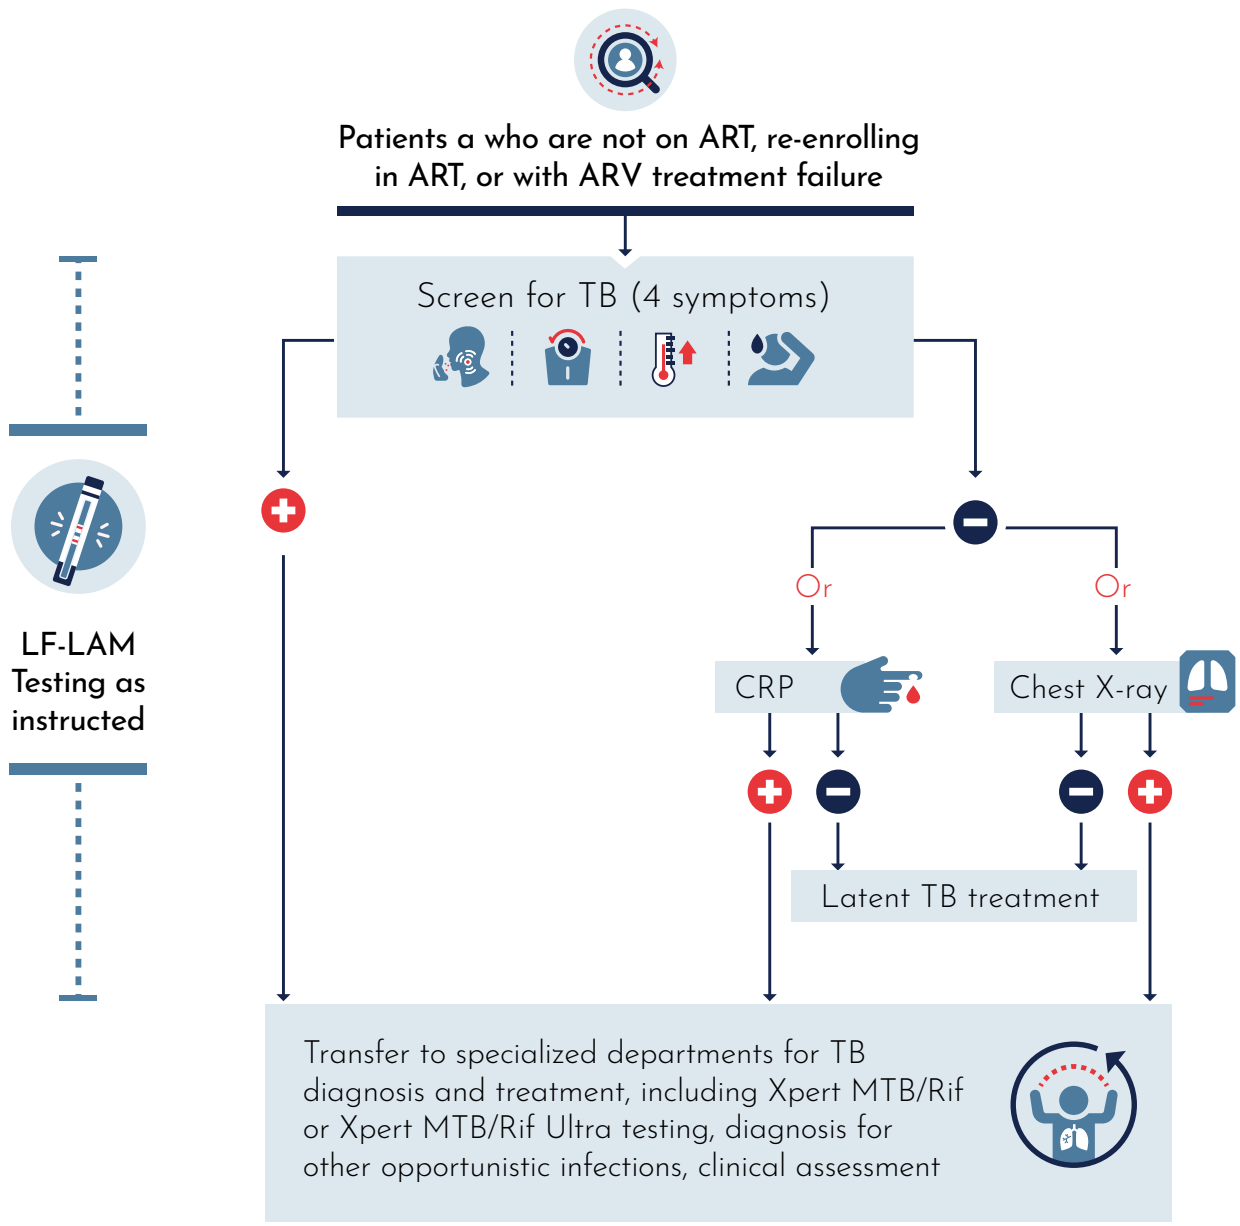 Patients a who are not on ART, re-enrolling
in ART, or with ARV treatment failure
Screen for TB (4 symptoms)
LF-LAM
Testing as
instructed
Or
Or
CRP
Chest X-ray
Latent TB treatment
Transfer to specialized departments for TB
diagnosis and treatment, including Xpert MTB/Rif
or Xpert MTB/Rif Ultra testing, diagnosis for
other opportunistic infections, clinical assessment